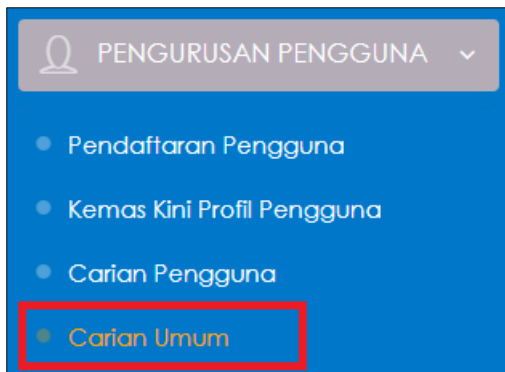 PENGURUSAN PENGGUNA
Pendaftaran Pengguna
Kemas Kini Profil Pengguna
Carian Pengguna
Carian Umum